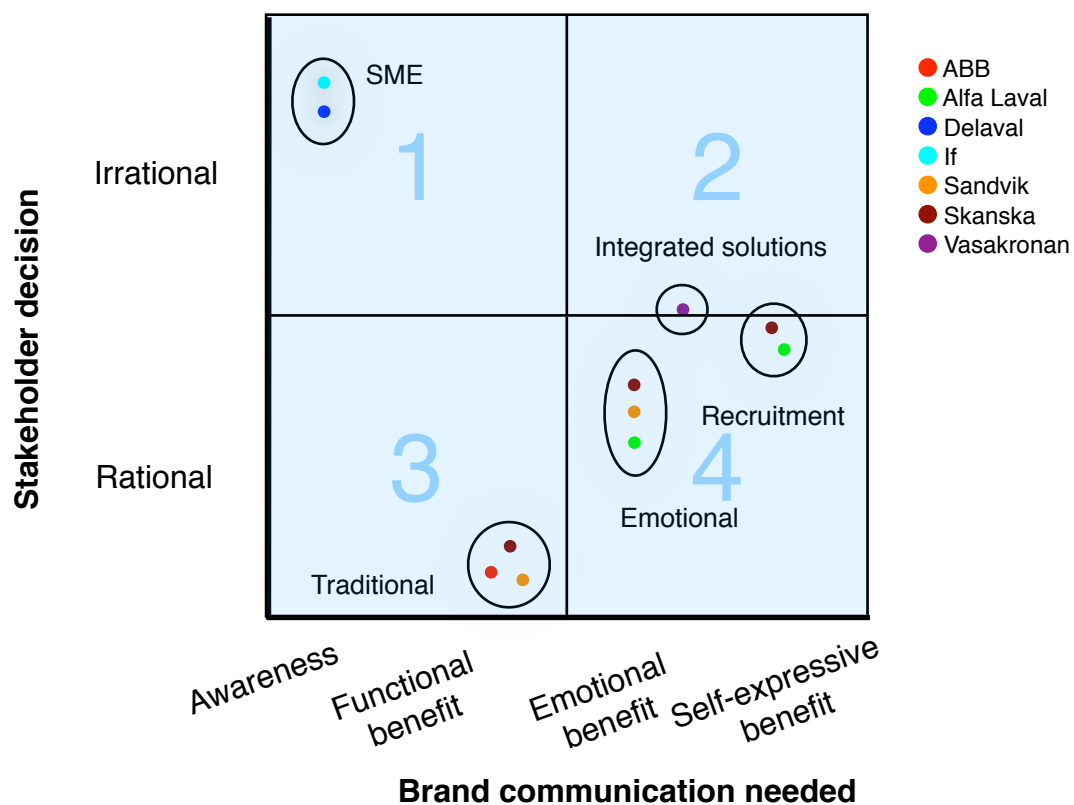 SME
1
2
Irrational
Integrated solutions
Stakeholder decision
Rational
3
4
Recruitment
Emotional
Traditional
Awareness
Functional
benefit
Emotional
benefit
Self-expressive
benefit
Brand communication needed
ABB
Alfa Laval
Delaval
If
Sandvik
Skanska
Vasakronan